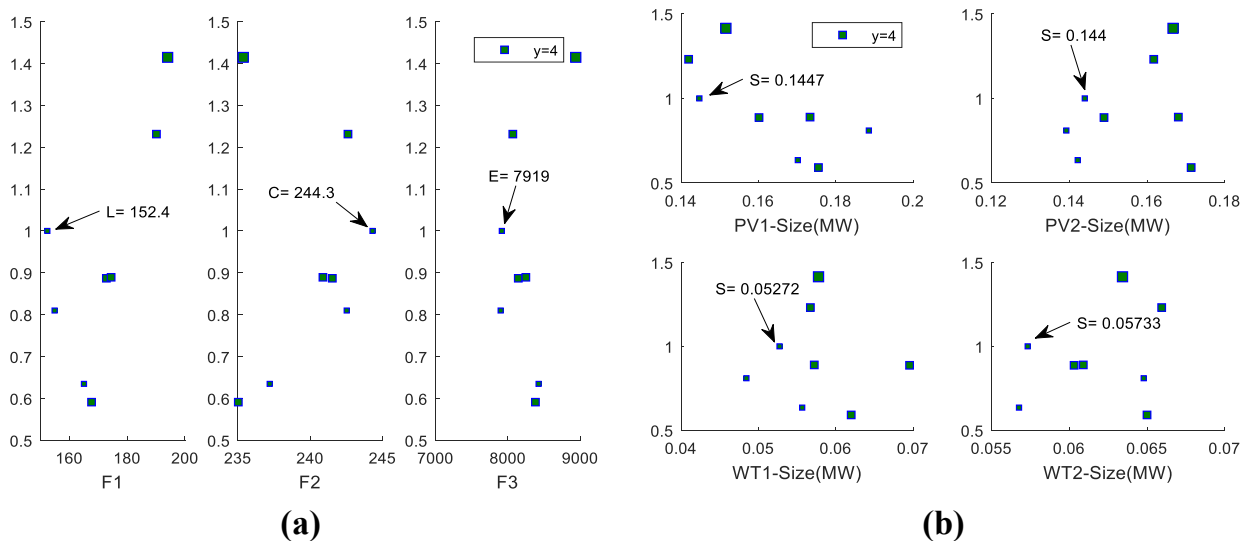 1.5
1.4
1.3
1.2
1.1
1
0.9
0.8
0.7
0.6
0.5
L= 152.4
160 180 200
F1
1.5
1.4
1.3
1.2
1.1
1
0.9
0.8
0.7
0.6
0.5
C= 244.3
235 240 245
F2
1.5
1.4
1.3
1.2
1.1
1
0.9
0.8
0.7
0.6
0.5
y=4
E= 7919
7000 8000 9000
F3
(a)
1.5
1
0.5
y=4
S= 0.1447
0.14 0.16 0.18 0.2
PV1-Size(MW)
1.5
1
0.5
S= 0.144
0.12 0.14 0.16 0.18
PV2-Size(MW)
1.5
1
0.5
S= 0.05272
0.04 0.05 0.06 0.07
WT1-Size(MW)
1.5
1
0.5
S= 0.05733
0.055 0.06 0.065 0.07
WT2-Size(MW)
(b)